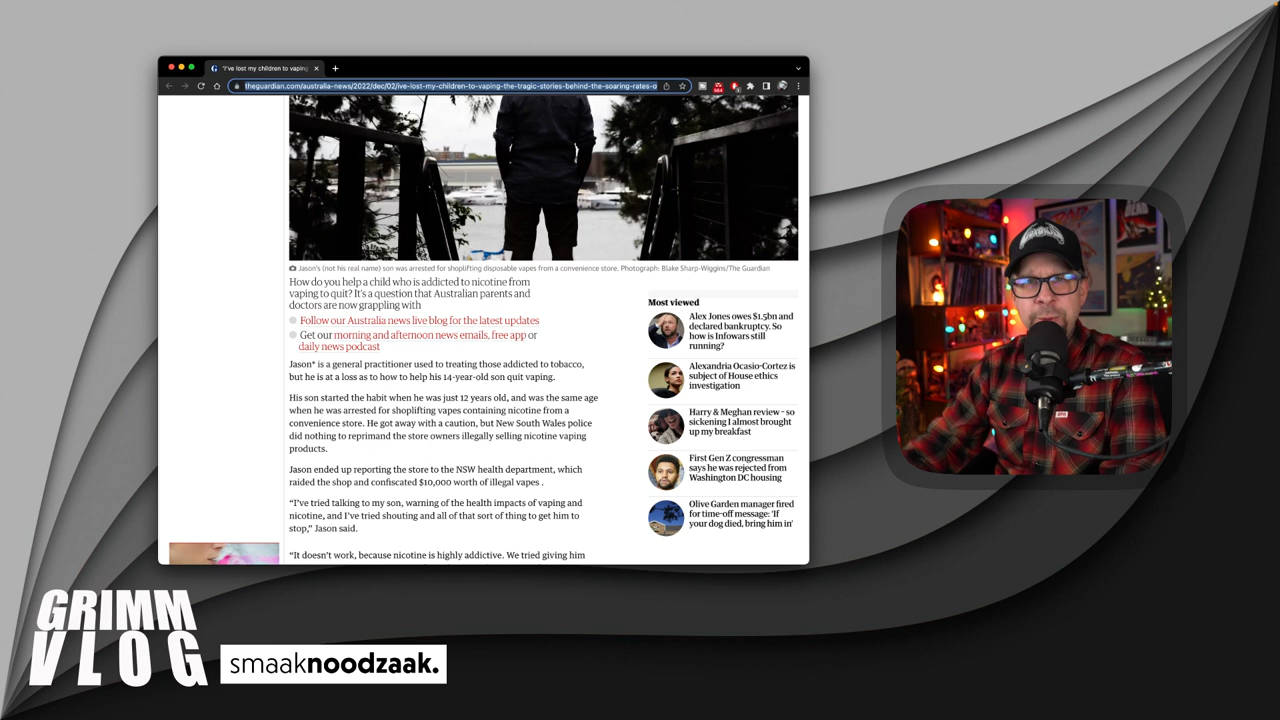 "I've lost my children to vaping
theguardian.com/australia-news/2022/dec/02/ive-lost-my-children-to-vaping-the-tragic-stories-behind-the-soaring-rates-o
Jason's (not his real name) son was arrested for shoplifting disposable vapes from a convenience store. Photograph: Blake Sharp-Wiggins/The Guardian
How do you help a child who is addicted to nicotine from
vaping to quit? It's a question that Australian parents and
doctors are now grappling with
Follow our Australia news live blog for the latest updates
Get our morning and afternoon news emails, free app or
daily news podcast
Jason* is a general practitioner used to treating those addicted to tobacco,
but he is at a loss as to how to help his 14-year-old son quit vaping.
His son started the habit when he was just 12 years old, and was the same age
when he was arrested for shoplifting vapes containing nicotine from a
convenience store. He got away with a caution, but New South Wales police
did nothing to reprimand the store owners illegally selling nicotine vaping
products.
Jason ended up reporting the store to the NSW health department, which
raided the shop and confiscated $10,000 worth of illegal vapes .
“I've tried talking to my son, warning of the health impacts of vaping and
nicotine, and I've tried shouting and all of that sort of thing to get him to
stop,” Jason said.
“It doesn't work, because nicotine is highly addictive. We tried giving him
Most viewed
Alex Jones owes $1.5bn and
declared bankruptcy. So
how is Infowars still
running?
Alexandria Ocasio-Cortez is
subject of House ethics
investigation
Harry & Meghan review – so
sickening I almost brought
up my breakfast
First Gen Z congressman
says he was rejected from
Washington DC housing
Olive Garden manager fired
for time-off message: 'If
your dog died, bring him in'
GRIMM
VLOG
smaaknoodzaak.